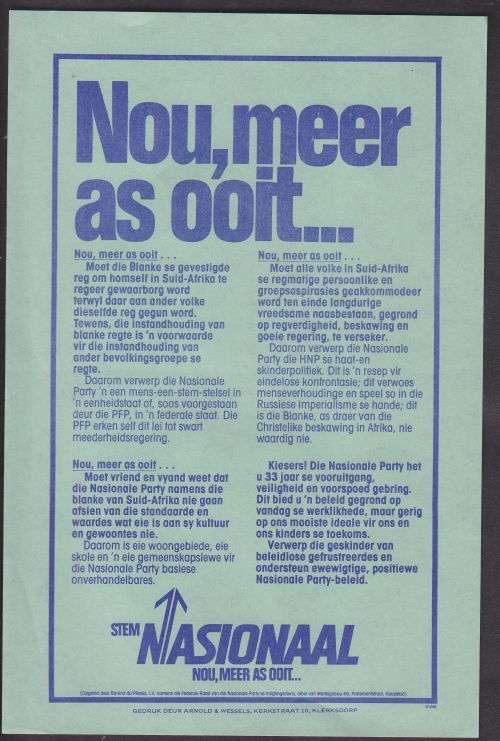 Nou, meer
as ooit...
Nou, meer as ooit . . .
Moet die Blanke se gevestigde
reg om homself in Suid-Afrika te
regeer gewaarborg word
terwyl daar aan ander volke
dieselfde reg gegun word.
Tewens, die instandhouding van
blanke regte is 'n voorwaarde
vir die instandhouding van
ander bevolkingsgroepe se
regte.
Daarom verwerp die Nasionale
Party 'n een-mens-een-stem-stelsel in
'n eenheidstaat of, soos voorgestaan
deur die PFP, in 'n federale staat. Die
PFP erken self dit lei tot swart
meerderheidsregering.
Nou, meer as ooit . . .
Moet vriend en vyand weet dat
die Nasionale Party namens die
blanke van Suid-Afrika nie gaan
afsien van die standaarde en
waardes wat eie is aan sy kultuur
en gewoontes nie.
Daarom is eie woongebiede, eie
skole en 'n eie gemeenskapslewe vir
die Nasionale Party basiese
onverhandelbares.
Nou, meer as ooit . . .
Moet alle volke in Suid-Afrika
se regmatige persoonlike en
groepsaspirasies geakkommodeer
word ten einde langdurige
vreedsame naasbestaan, gegrond
op regverdigheid, beskawing en
goeie regering, te verseker.
Daarom verwerp die Nasionale
Party die HNP se haat-en
skinderpolitiek. Dit is 'n resep vir
eindelose konfrontasie; dit verwoes
menseverhoudinge en speel so in die
Russiese imperialisme se hande; dit
is die Blanke, as draer van die
Christelike beskawing in Afrika, nie
waardig nie.
Kiesers! Die Nasionale Party het
u 33 jaar se vooruitgang,
veiligheid en voorspoed gebring.
Dit bied u 'n beleid gegrond op
vandag se werklikhede, maar gerig
op ons mooiste ideale vir ons en
ons kinders se toekoms.
Verwerp die geskinder van
beleidlose gefrustreerdes en
ondersteun ewewigtige, positiewe
Nasionale Party-beleid.
STEM NASIONAAL
NOU, MEER AS OOIT...
GEDRUK DEUR ARNOLD & WESSELS, KERKSTRAAT 10, KLERKSDORP